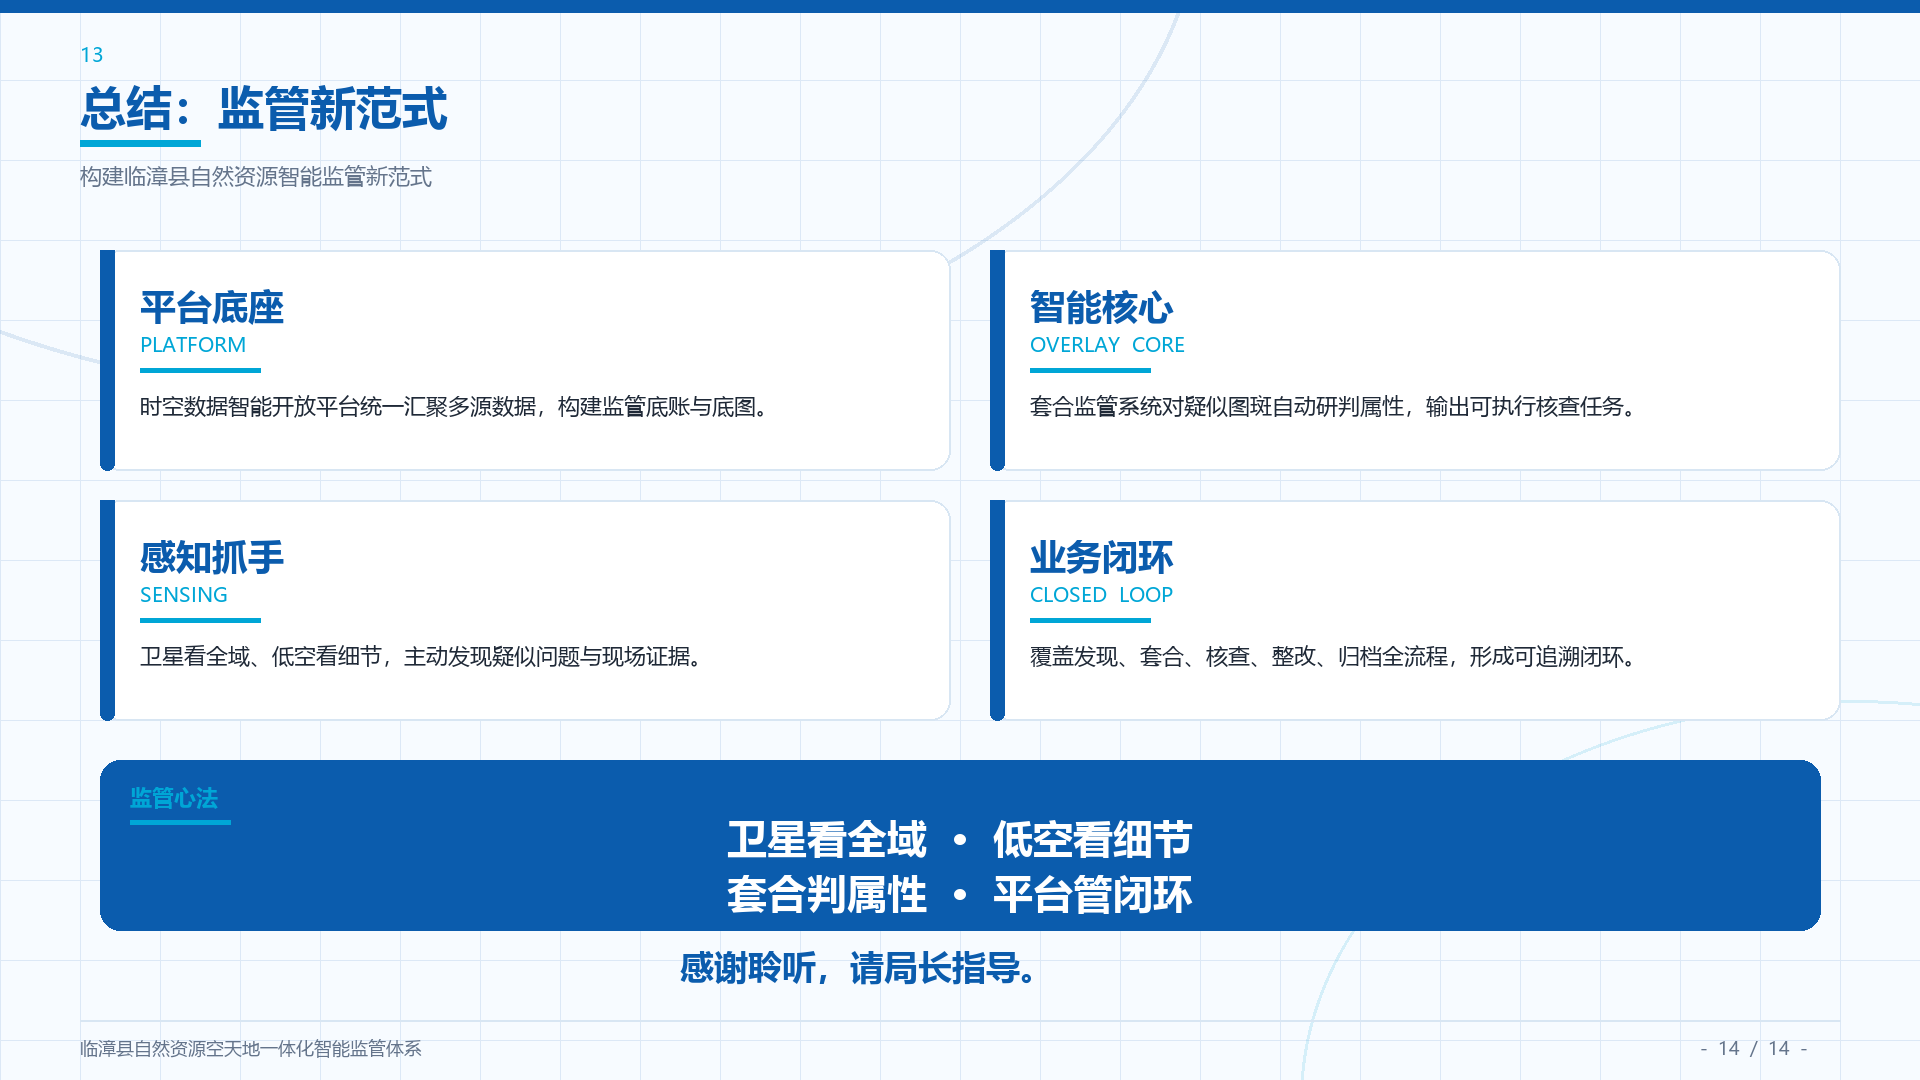 13
总结：监管新范式
构建临漳县自然资源智能监管新范式
平台底座
PLATFORM
时空数据智能开放平台统一汇聚多源数据，构建监管底账与底图。
智能核心
OVERLAY CORE
套合监管系统对疑似图斑自动研判属性，输出可执行核查任务。
感知抓手
SENSING
卫星看全域、低空看细节，主动发现疑似问题与现场证据。
业务闭环
CLOSED LOOP
覆盖发现、套合、核查、整改、归档全流程，形成可追溯闭环。
监管心法
卫星看全域 • 低空看细节
套合判属性 • 平台管闭环
感谢聆听，请局长指导。
临漳县自然资源空天地一体化智能监管体系
- 14 / 14 -